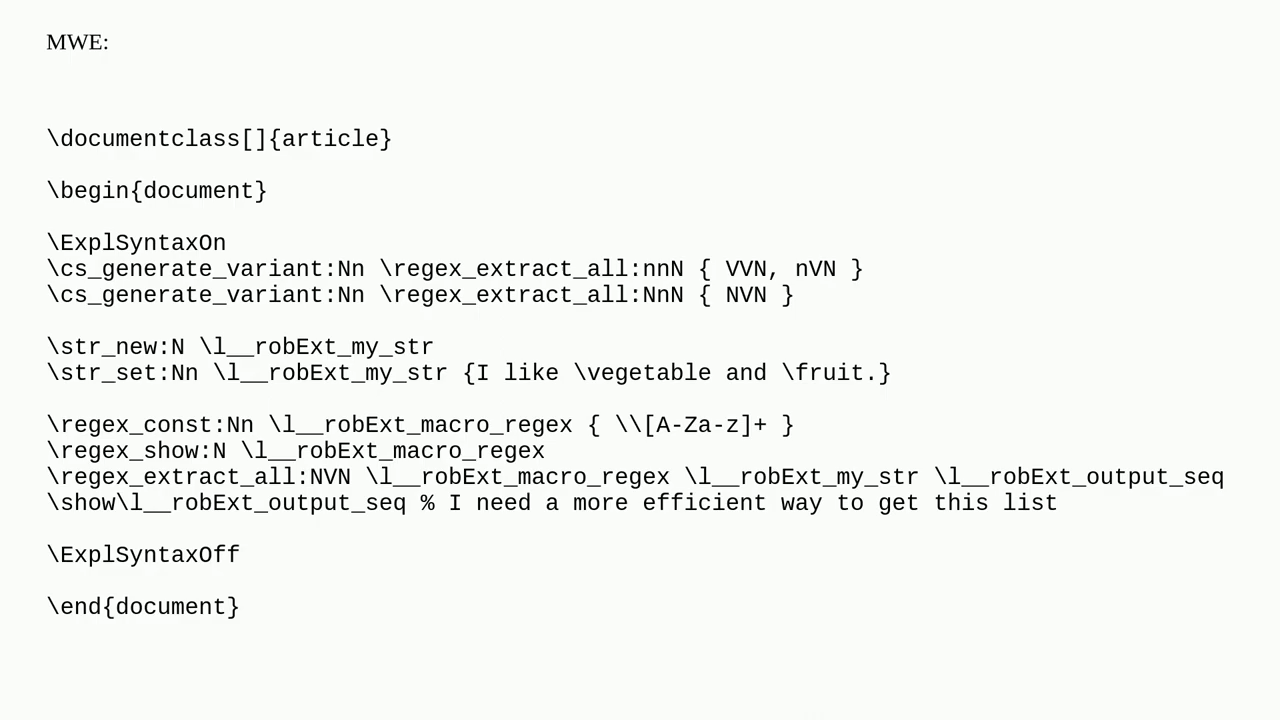 MWE:
\documentclass[]{article}
\begin{document}
\ExplSyntaxOn
\cs_generate_variant:Nn \regex_extract_all:nnN { VVN, nVN }
\cs_generate_variant:Nn \regex_extract_all:NnN { NVN }
\str_new:N \l__robExt_my_str
\str_set:Nn \l__robExt_my_str {I like \vegetable and \fruit.}
\regex_const:Nn \l__robExt_macro_regex { \\[A-Za-z]+ }
\regex_show:N \l__robExt_macro_regex
\regex_extract_all:NVN \l__robExt_macro_regex \l__robExt_my_str \l__robExt_output_seq
\show\l__robExt_output_seq % I need a more efficient way to get this list
\ExplSyntaxOff
\end{document}